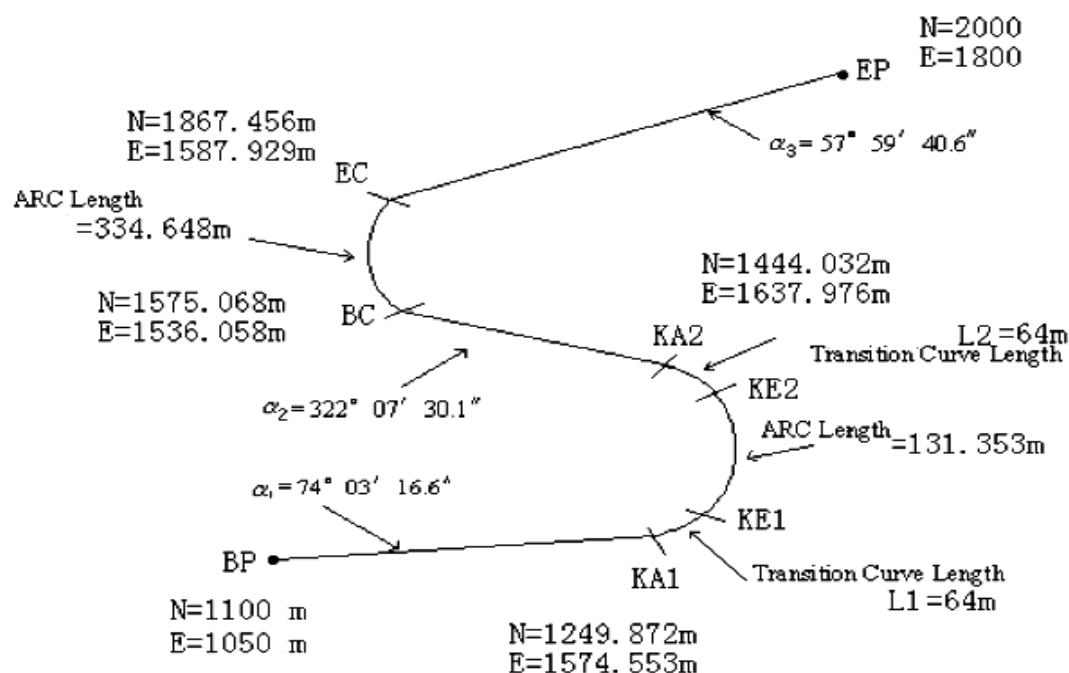 N=2000
E=1800
EP
α₃=57° 59′ 40.6″
N=1867.456m
E=1587.929m
EC
ARC Length
=334.648m
N=1575.068m
E=1536.058m
BC
N=1444.032m
E=1637.976m
KA2
L2=64m
Transition Curve Length
KE2
α₂=322° 07′ 30.1″
ARC Length
=131.353m
α₁=74° 03′ 16.6″
KE1
BP
KA1
Transition Curve Length
L1=64m
N=1100 m
E=1050 m
N=1249.872m
E=1574.553m